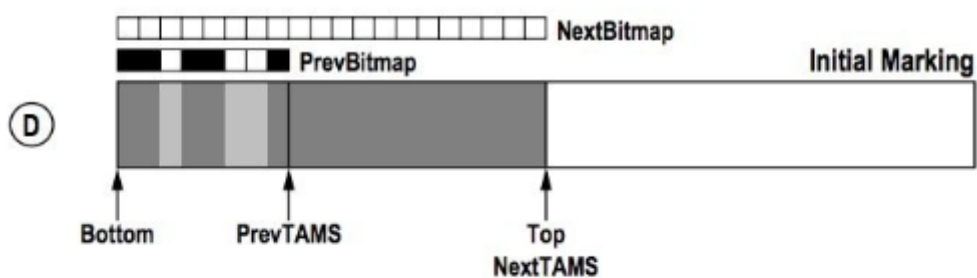 NextBitmap
PrevBitmap
Initial Marking
D
Bottom
PrevTAMS
Top
NextTAMS